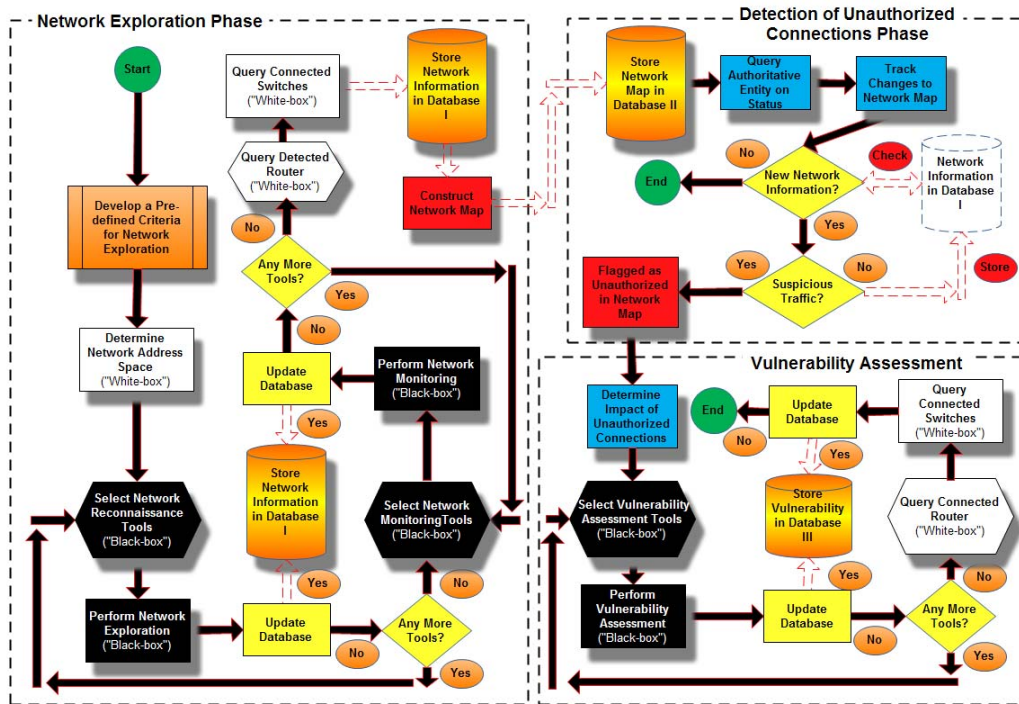 Network Exploration Phase
Start
Develop a Pre-
defined Criteria
for Network
Exploration
Determine
Network Address
Space
("White-box")
Select Network
Reconnaissance
Tools
("Black-box")
Perform Network
Exploration
("Black-box")
Update
Database
Yes
No
Any More
Tools?
Yes
No
Store
Network
Information
in Database
I
Select Network
MonitoringTools
("Black-box")
Perform Network
Monitoring
("Black-box")
Update
Database
Yes
No
Any More
Tools?
Yes
No
Query Detected
Router
("White-box")
Query Connected
Switches
("White-box")
Store
Network
Information
in Database
I
Construct
Network Map
Detection of Unauthorized
Connections Phase
Store
Network
Map in
Database II
Query
Authoritative
Entity on
Status
Track
Changes to
Network Map
New Network
Information?
No
End
Check
Network
Information
in Database
I
Yes
Suspicious
Traffic?
Yes
No
Store
Flagged as
Unauthorized
in Network
Map
Vulnerability Assessment
Determine
Impact of
Unauthorized
Connections
Select Vulnerability
Assessment Tools
("Black-box")
Perform
Vulnerability
Assessment
("Black-box")
Update
Database
Yes
No
Any More
Tools?
Yes
No
Store
Vulnerability
in Database
III
Query Connected
Router
("White-box")
Query
Connected
Switches
("White-box")
Update
Database
Yes
No
End